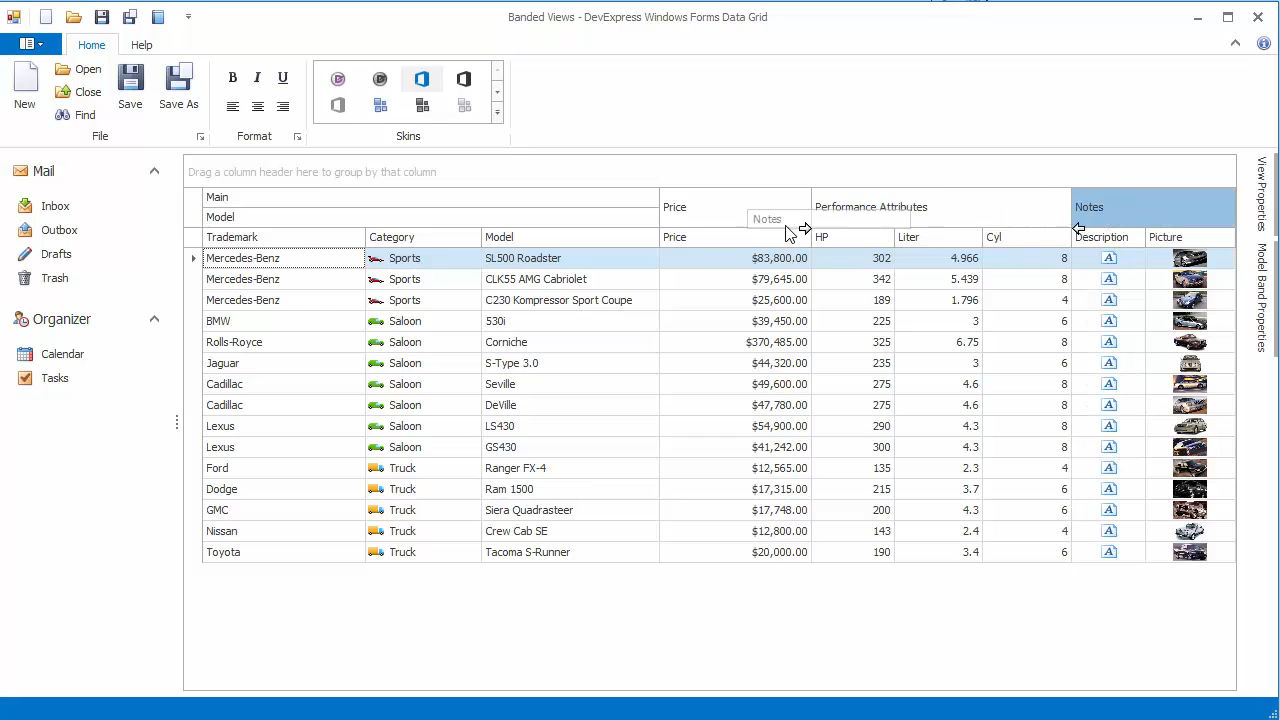 Banded Views - DevExpress Windows Forms Data Grid
Home Help
New Open Close Find Save Save As
B I U
File Format Skins
Mail
Inbox
Outbox
Drafts
Trash
Organizer
Calendar
Tasks
Drag a column header here to group by that column
Main Price Performance Attributes Notes
Model
Notes
Trademark Category Model Price HP Liter Cyl Description Picture
Mercedes-Benz Sports SL500 Roadster $83,800.00 302 4.966 8
Mercedes-Benz Sports CLK55 AMG Cabriolet $79,645.00 342 5.439 8
Mercedes-Benz Sports C230 Kompressor Sport Coupe $25,600.00 189 1.796 4
BMW Saloon 530i $39,450.00 225 3 6
Rolls-Royce Saloon Corniche $370,485.00 325 6.75 8
Jaguar Saloon S-Type 3.0 $44,320.00 235 3 6
Cadillac Saloon Seville $49,600.00 275 4.6 8
Cadillac Saloon DeVille $47,780.00 275 4.6 8
Lexus Saloon LS430 $54,900.00 290 4.3 8
Lexus Saloon GS430 $41,242.00 300 4.3 8
Ford Truck Ranger FX-4 $12,565.00 135 2.3 4
Dodge Truck Ram 1500 $17,315.00 215 3.7 6
GMC Truck Siera Quadrasteer $17,748.00 200 4.3 6
Nissan Truck Crew Cab SE $12,800.00 143 2.4 4
Toyota Truck Tacoma S-Runner $20,000.00 190 3.4 6
View Properties
Model Band Properties